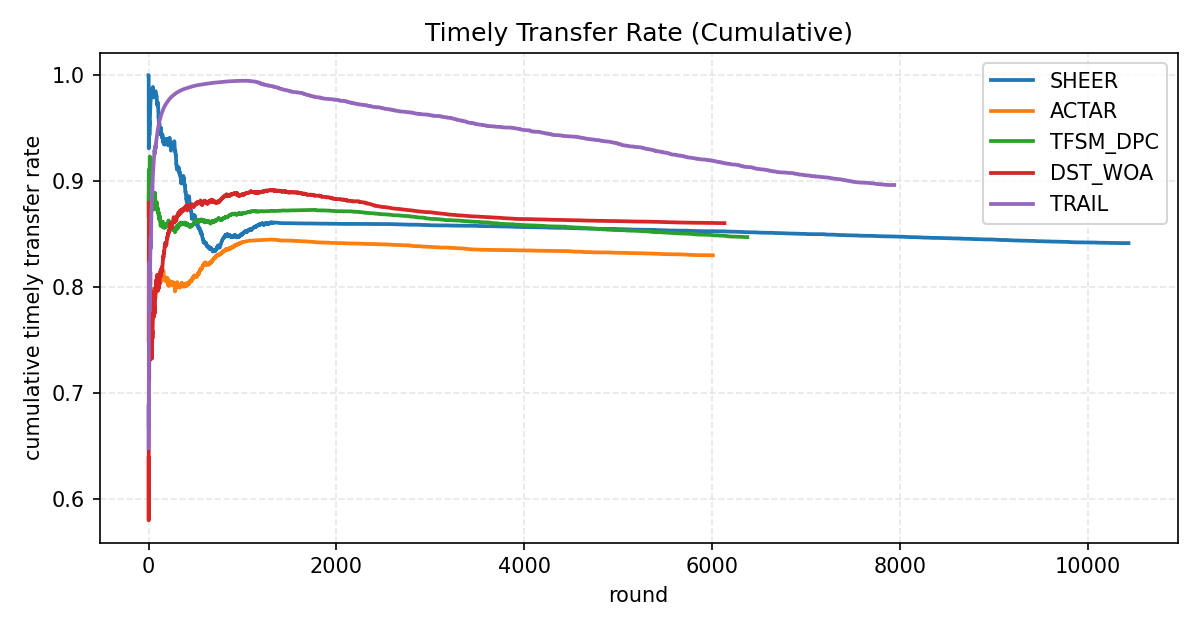 Timely Transfer Rate (Cumulative)
cumulative timely transfer rate
1.0
0.9
0.8
0.7
0.6
SHEER
ACTAR
TFSM_DPC
DST_WOA
TRAIL
0 2000 4000 6000 8000 10000
round